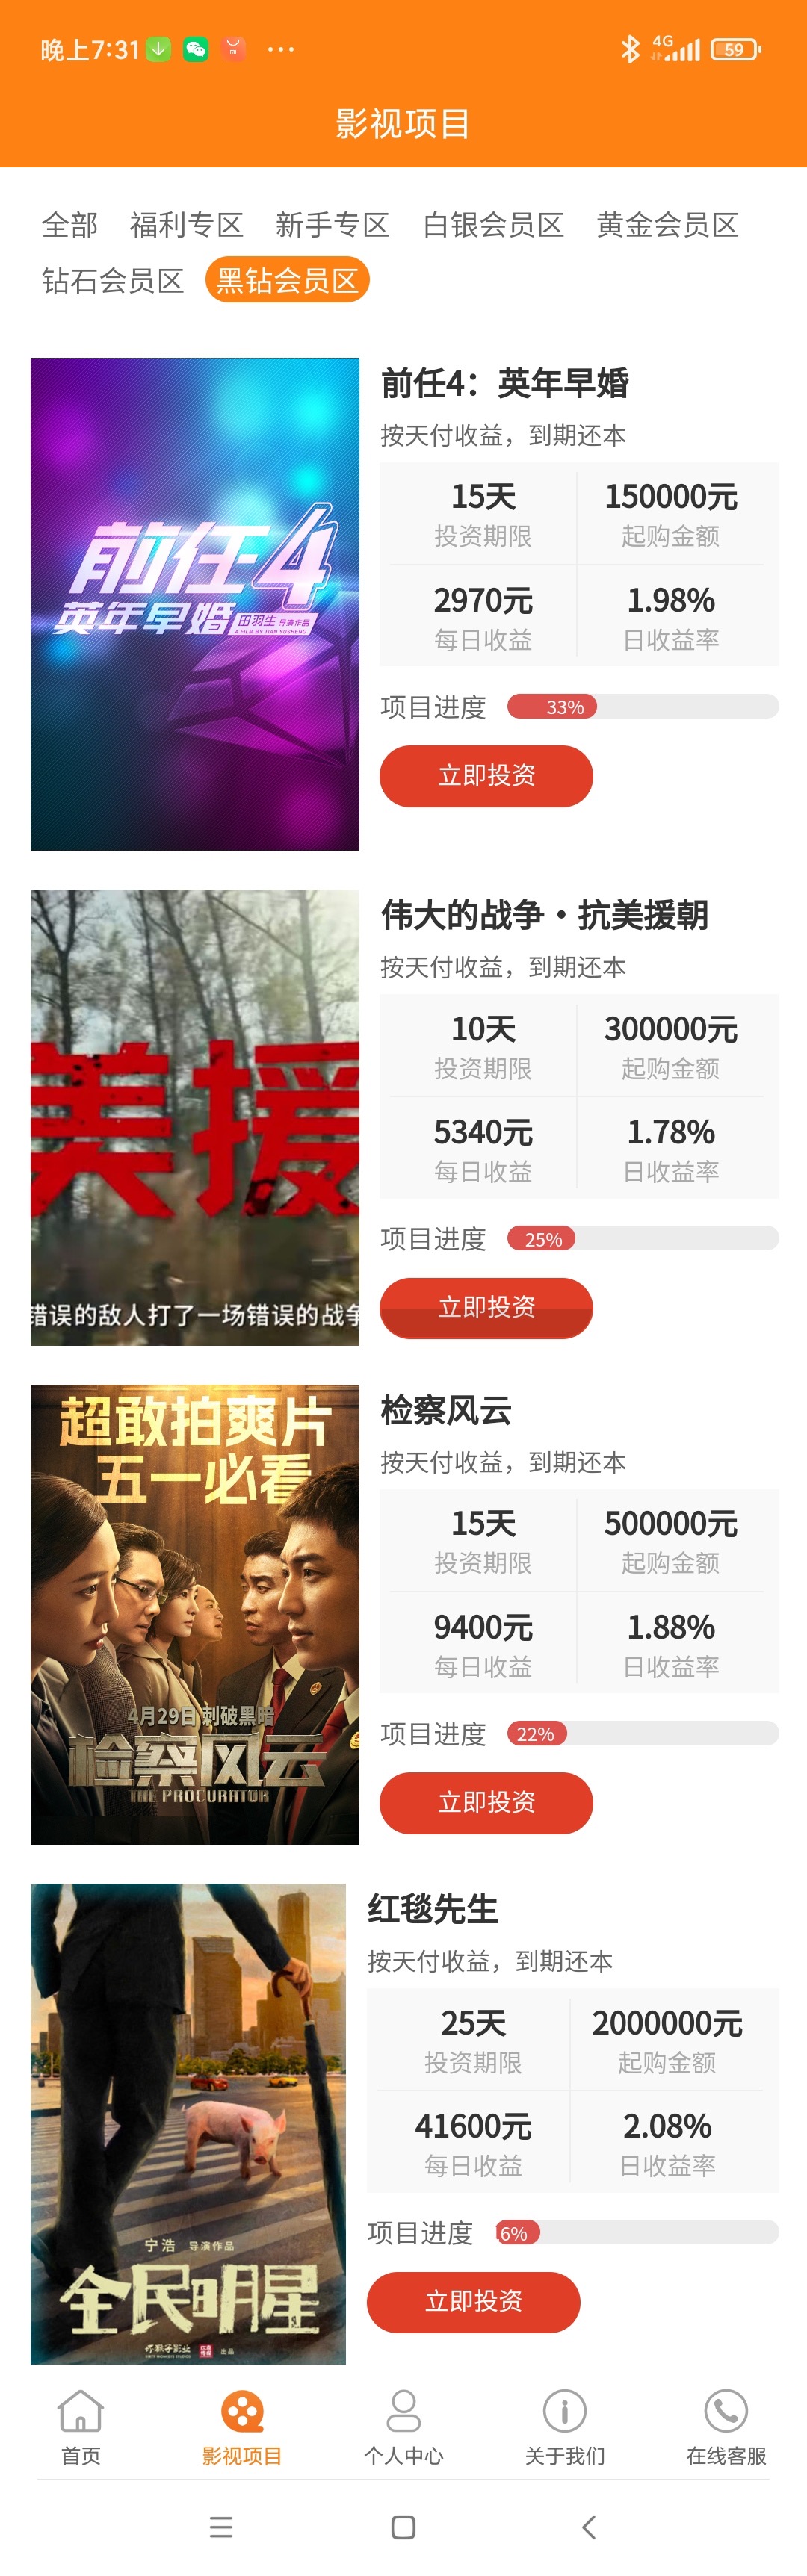 晚上7:31
4G
59
影视项目
全部 福利专区 新手专区 白银会员区 黄金会员区
钻石会员区 黑钻会员区
前任4
英年早婚
田羽生 导演作品
A FILM BY TIAN YUSHENG
前任4：英年早婚
按天付收益，到期还本
15天 150000元
投资期限 起购金额
2970元 1.98%
每日收益 日收益率
项目进度 33%
立即投资
美援
错误的敌人打了一场错误的战争
伟大的战争·抗美援朝
按天付收益，到期还本
10天 300000元
投资期限 起购金额
5340元 1.78%
每日收益 日收益率
项目进度 25%
立即投资
超敢拍爽片
五一必看
4月29日 刺破黑暗
检察风云
THE PROCURATOR
检察风云
按天付收益，到期还本
15天 500000元
投资期限 起购金额
9400元 1.88%
每日收益 日收益率
项目进度 22%
立即投资
宁浩 导演作品
全民明星
出品
红毯先生
按天付收益，到期还本
25天 2000000元
投资期限 起购金额
41600元 2.08%
每日收益 日收益率
项目进度 6%
立即投资
首页 影视项目 个人中心 关于我们 在线客服